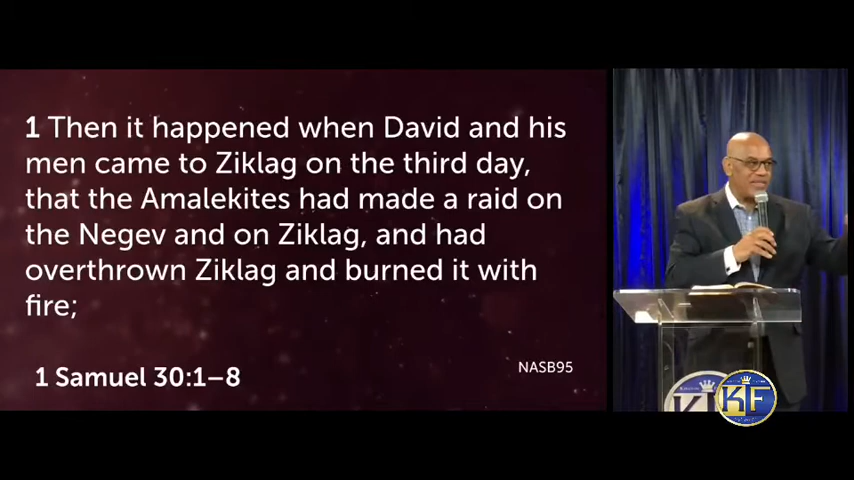 1 Then it happened when David and his
men came to Ziklag on the third day,
that the Amalekites had made a raid on
the Negev and on Ziklag, and had
overthrown Ziklag and burned it with
fire;
1 Samuel 30:1–8
NASB95
KF